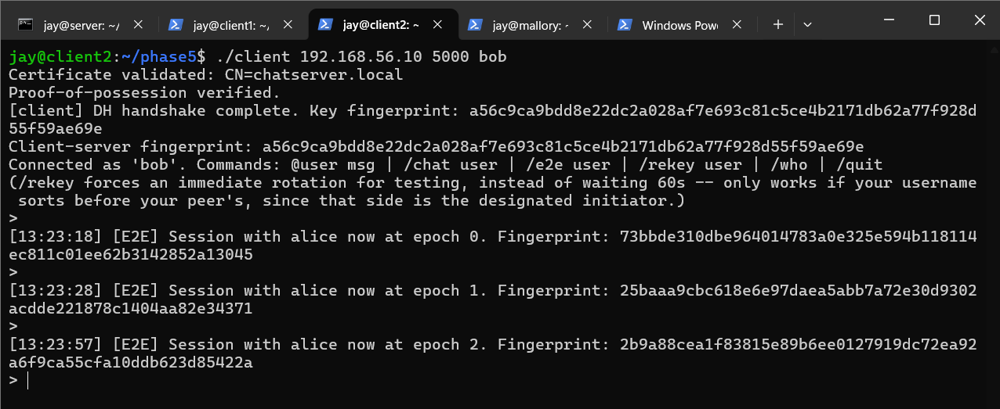 jay@server: ~/
jay@client1: ~/
jay@client2: ~
jay@mallory: ~
Windows Pow
jay@client2:~/phase5$ ./client 192.168.56.10 5000 bob
Certificate validated: CN=chatserver.local
Proof-of-possession verified.
[client] DH handshake complete. Key fingerprint: a56c9ca9bdd8e22dc2a028af7e693c81c5ce4b2171db62a77f928d
55f59ae69e
Client-server fingerprint: a56c9ca9bdd8e22dc2a028af7e693c81c5ce4b2171db62a77f928d55f59ae69e
Connected as 'bob'. Commands: @user msg | /chat user | /e2e user | /rekey user | /who | /quit
(/rekey forces an immediate rotation for testing, instead of waiting 60s -- only works if your username
 sorts before your peer's, since that side is the designated initiator.)
>
[13:23:18] [E2E] Session with alice now at epoch 0. Fingerprint: 73bbde310dbe964014783a0e325e594b118114
ec811c01ee62b3142852a13045
>
[13:23:28] [E2E] Session with alice now at epoch 1. Fingerprint: 25baaa9cbc618e6e97daea5abb7a72e30d9302
acdde221878c1404aa82e34371
>
[13:23:57] [E2E] Session with alice now at epoch 2. Fingerprint: 2b9a88cea1f83815e89b6ee0127919dc72ea92
a6f9ca55cfa10ddb623d85422a
>